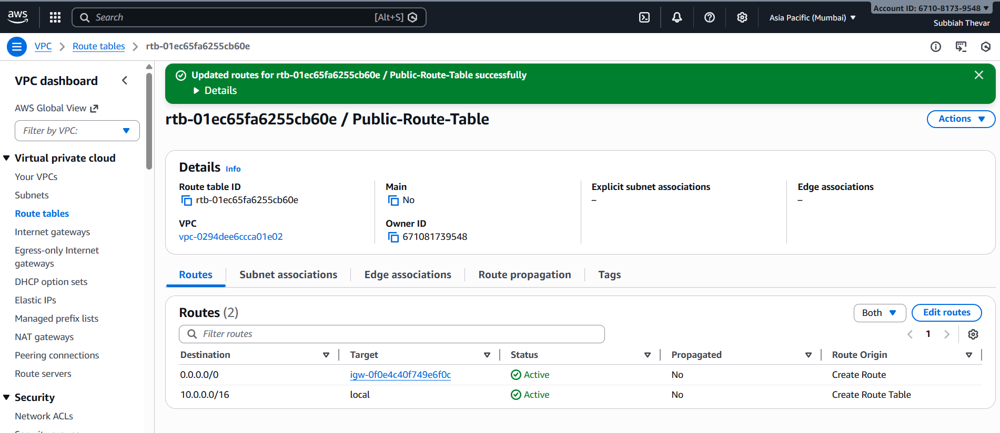 aws
Search [Alt+S]
Asia Pacific (Mumbai)
Account ID: 6710-8173-9548
Subbiah Thevar
VPC
Route tables
rtb-01ec65fa6255cb60e
VPC dashboard
AWS Global View
Filter by VPC:
Virtual private cloud
Your VPCs
Subnets
Route tables
Internet gateways
Egress-only Internet
gateways
DHCP option sets
Elastic IPs
Managed prefix lists
NAT gateways
Peering connections
Route servers
Security
Network ACLs
Updated routes for rtb-01ec65fa6255cb60e / Public-Route-Table successfully
Details
rtb-01ec65fa6255cb60e / Public-Route-Table
Actions
Details Info
Route table ID
rtb-01ec65fa6255cb60e
Main
No
Explicit subnet associations
–
Edge associations
–
VPC
vpc-0294dee6ccca01e02
Owner ID
671081739548
Routes Subnet associations Edge associations Route propagation Tags
Routes (2)
Both
Edit routes
Filter routes
1
Destination Target Status Propagated Route Origin
0.0.0.0/0 igw-0f0e4c40f749e6f0c Active No Create Route
10.0.0.0/16 local Active No Create Route Table